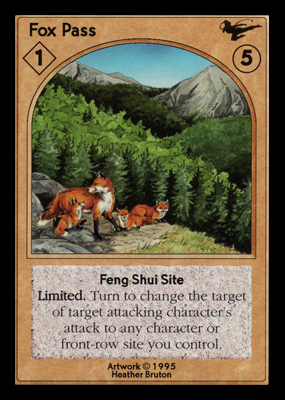 Fox Pass
1
5
Feng Shui Site
Limited. Turn to change the target
of target attacking character's
attack to any character or
front-row site you control.
Artwork © 1995
Heather Bruton